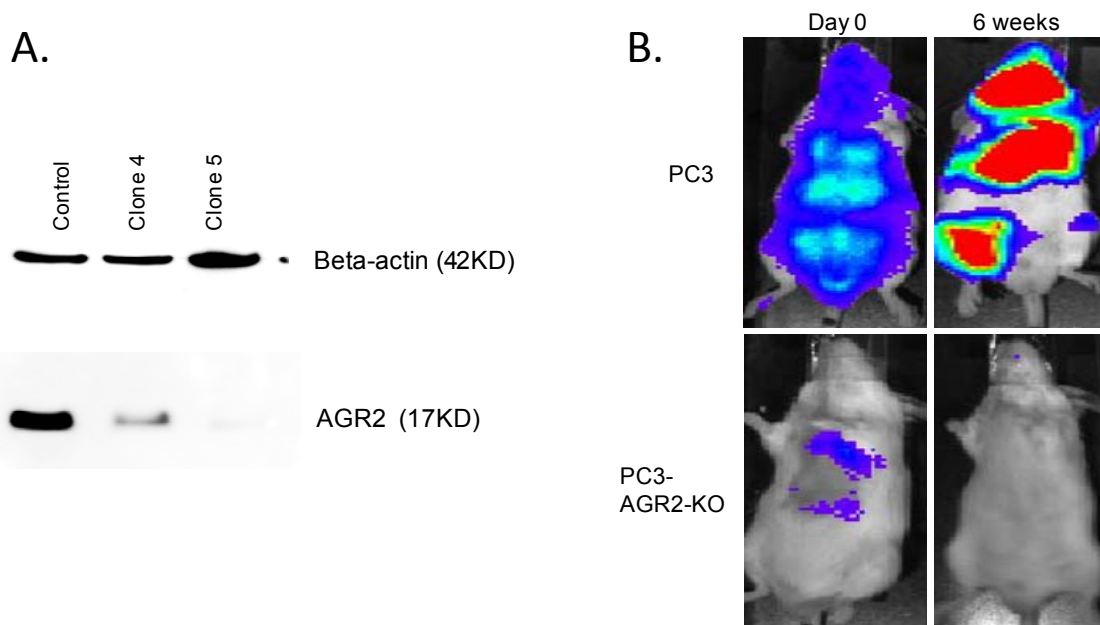 A.
Control
Clone 4
Clone 5
Beta-actin (42KD)
AGR2 (17KD)
B.
Day 0
6 weeks
PC3
PC3-
AGR2-KO